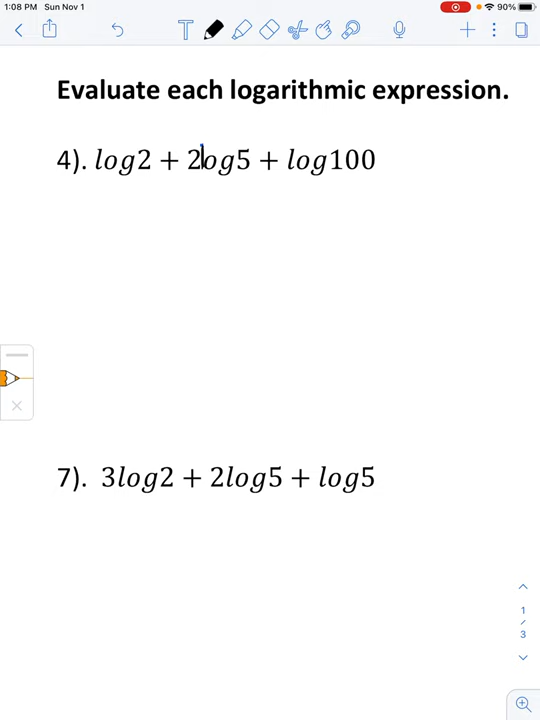 1:08 PM Sun Nov 1 90%
T
Evaluate each logarithmic expression.
4). log2 + 2log5 + log100
7). 3log2 + 2log5 + log5
1
/
3